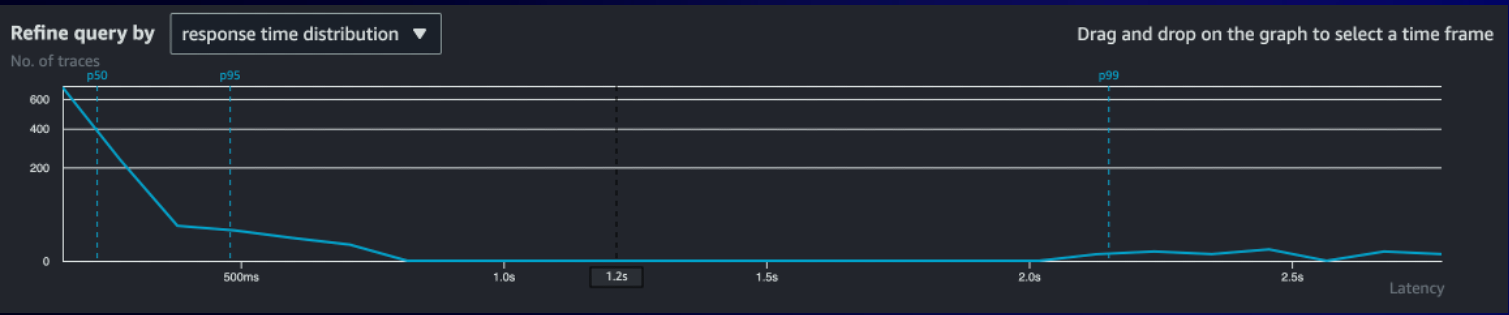 Refine query by response time distribution ▼ Drag and drop on the graph to select a time frame
No. of traces
p50 p95 p99
600
400
200
0
500ms 1.0s 1.2s 1.5s 2.0s 2.5s
Latency